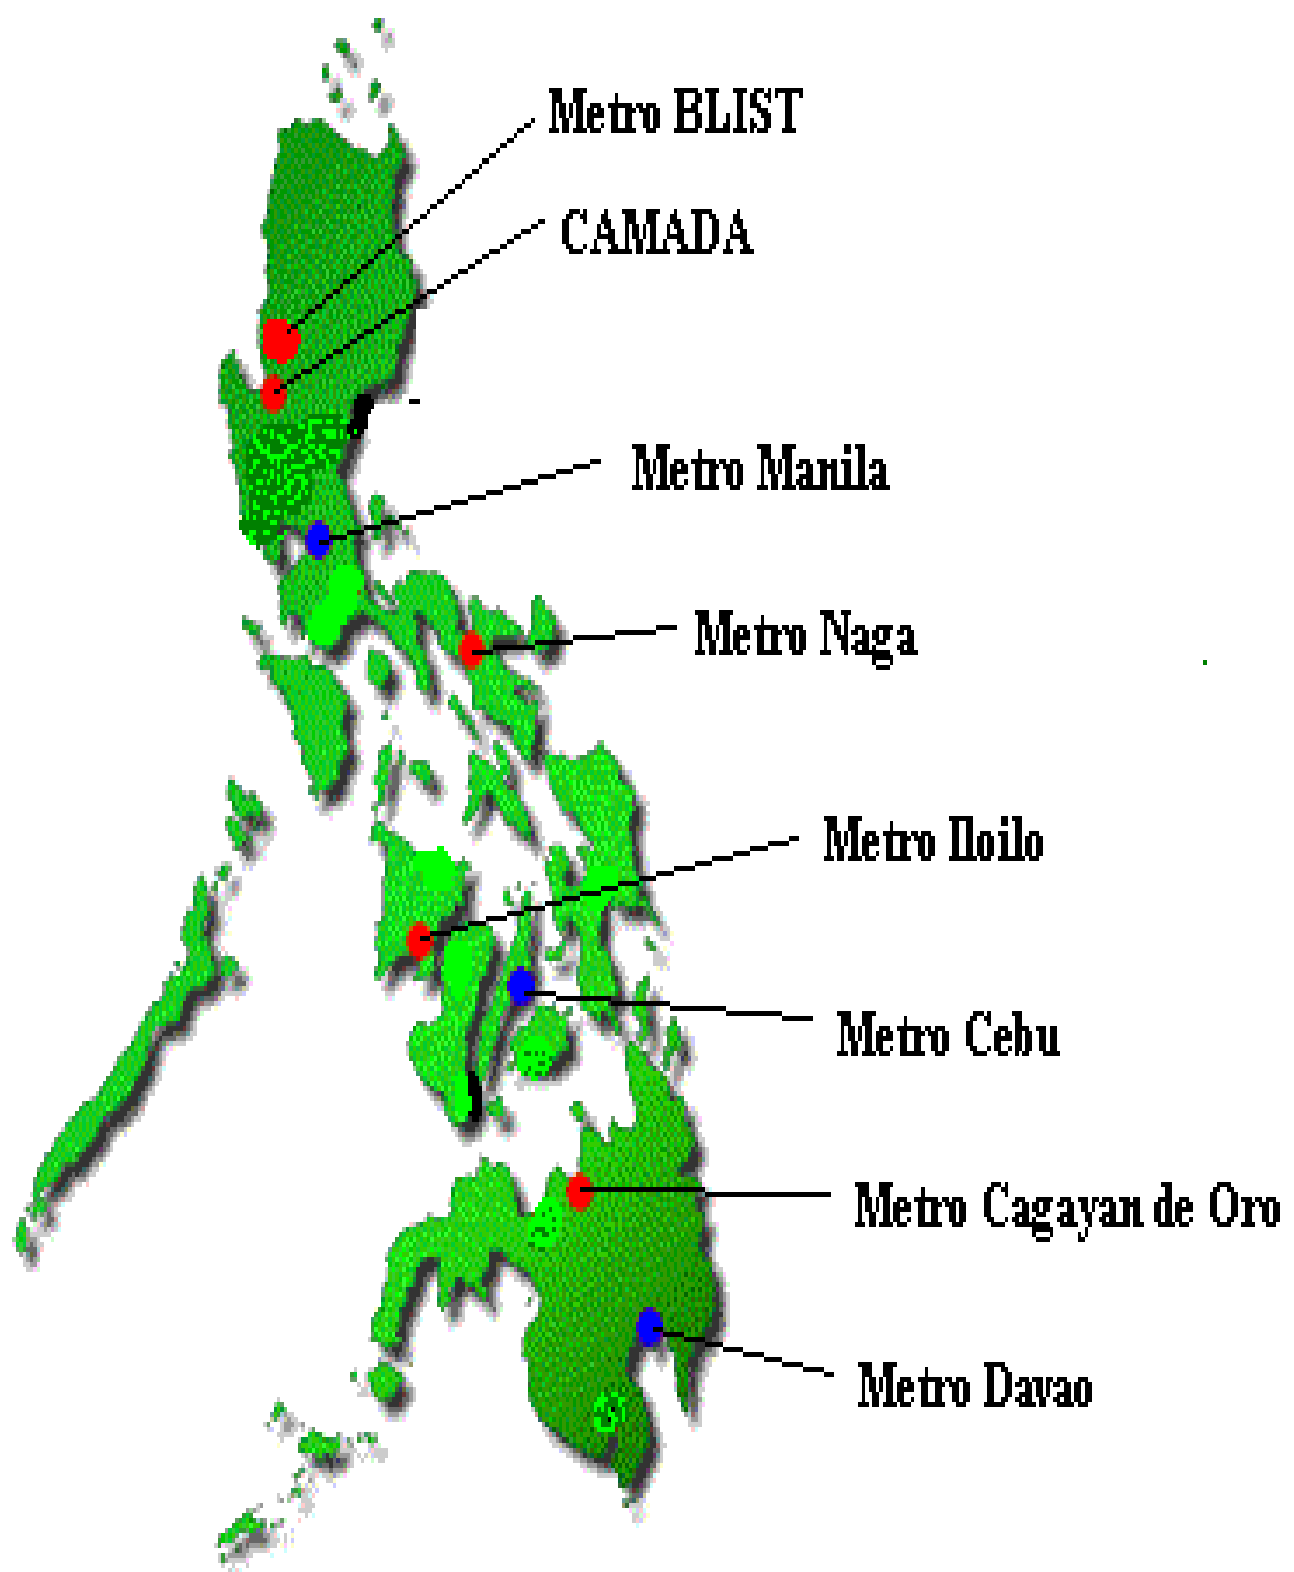 Metro BLIST
CAMADA
Metro Manila
Metro Naga
Metro Iloilo
Metro Cebu
Metro Cagayan de Oro
Metro Davao